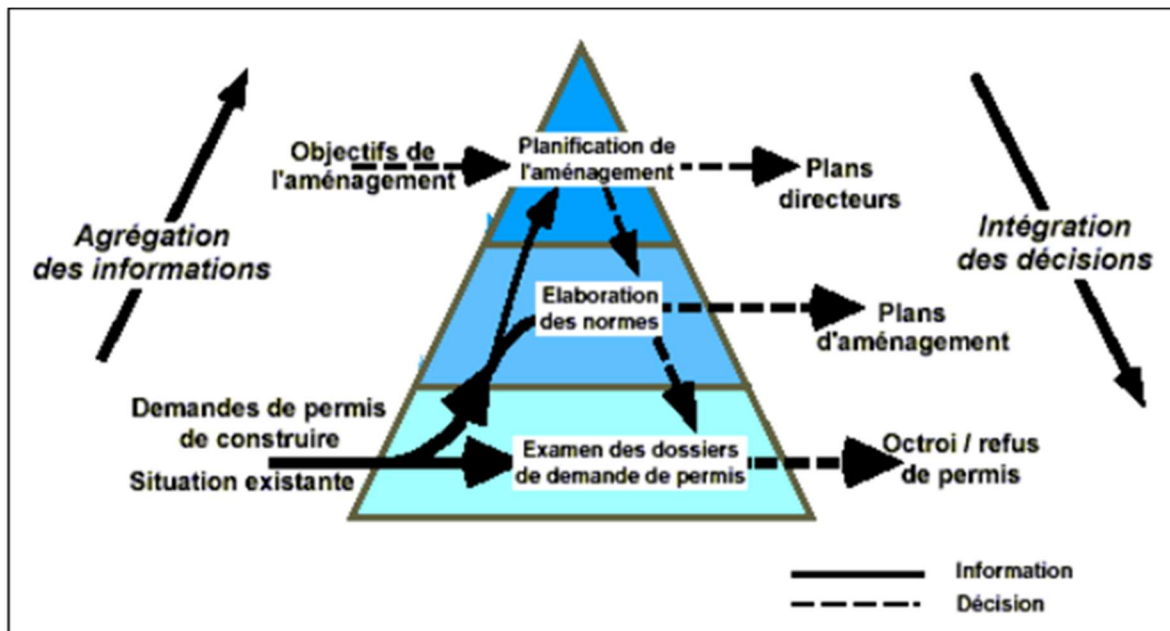 Objectifs de
l'aménagement
Planification de
l'aménagement
Plans
directeurs
Agrégation
des informations
Intégration
des décisions
Elaboration
des normes
Plans
d'aménagement
Demandes de permis
de construire
Situation existante
Examen des dossiers
de demande de permis
Octroi / refus
de permis
Information
Décision